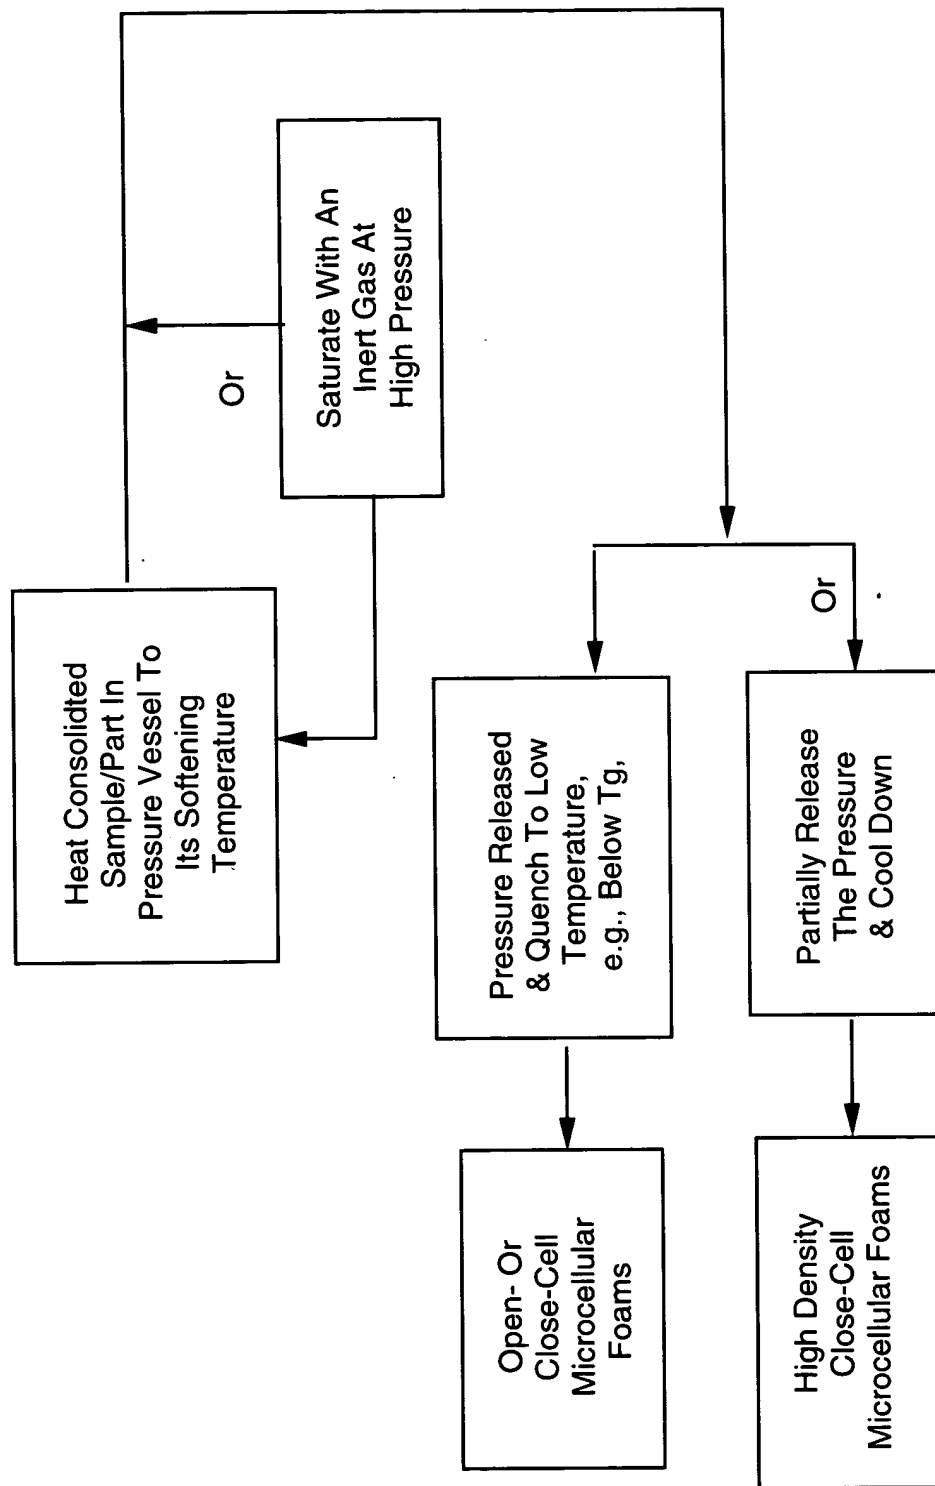 Heat Consolidted
Sample/Part In
Pressure Vessel To
Its Softening
Temperature
Or
Saturate With An
Inert Gas At
High Pressure
Pressure Released
& Quench To Low
Temperature,
e.g., Below Tg,
Or
Partially Release
The Pressure
& Cool Down
Open- Or
Close-Cell
Microcellular
Foams
High Density
Close-Cell
Microcellular Foams